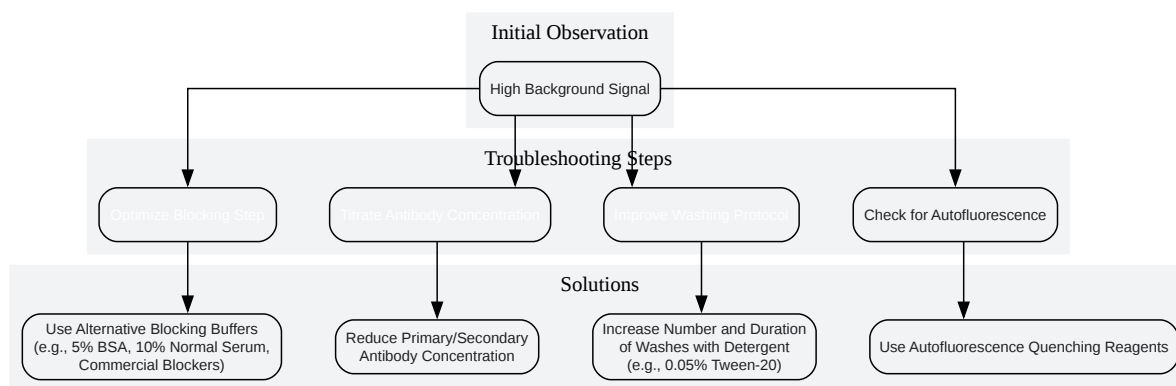 Initial Observation
High Background Signal
Troubleshooting Steps
Optimize Blocking Step
Titrate Antibody Concentration
Improve Washing Protocol
Check for Autofluorescence
Solutions
Use Alternative Blocking Buffers
(e.g., 5% BSA, 10% Normal Serum,
Commercial Blockers)
Reduce Primary/Secondary
Antibody Concentration
Increase Number and Duration
of Washes with Detergent
(e.g., 0.05% Tween-20)
Use Autofluorescence Quenching Reagents